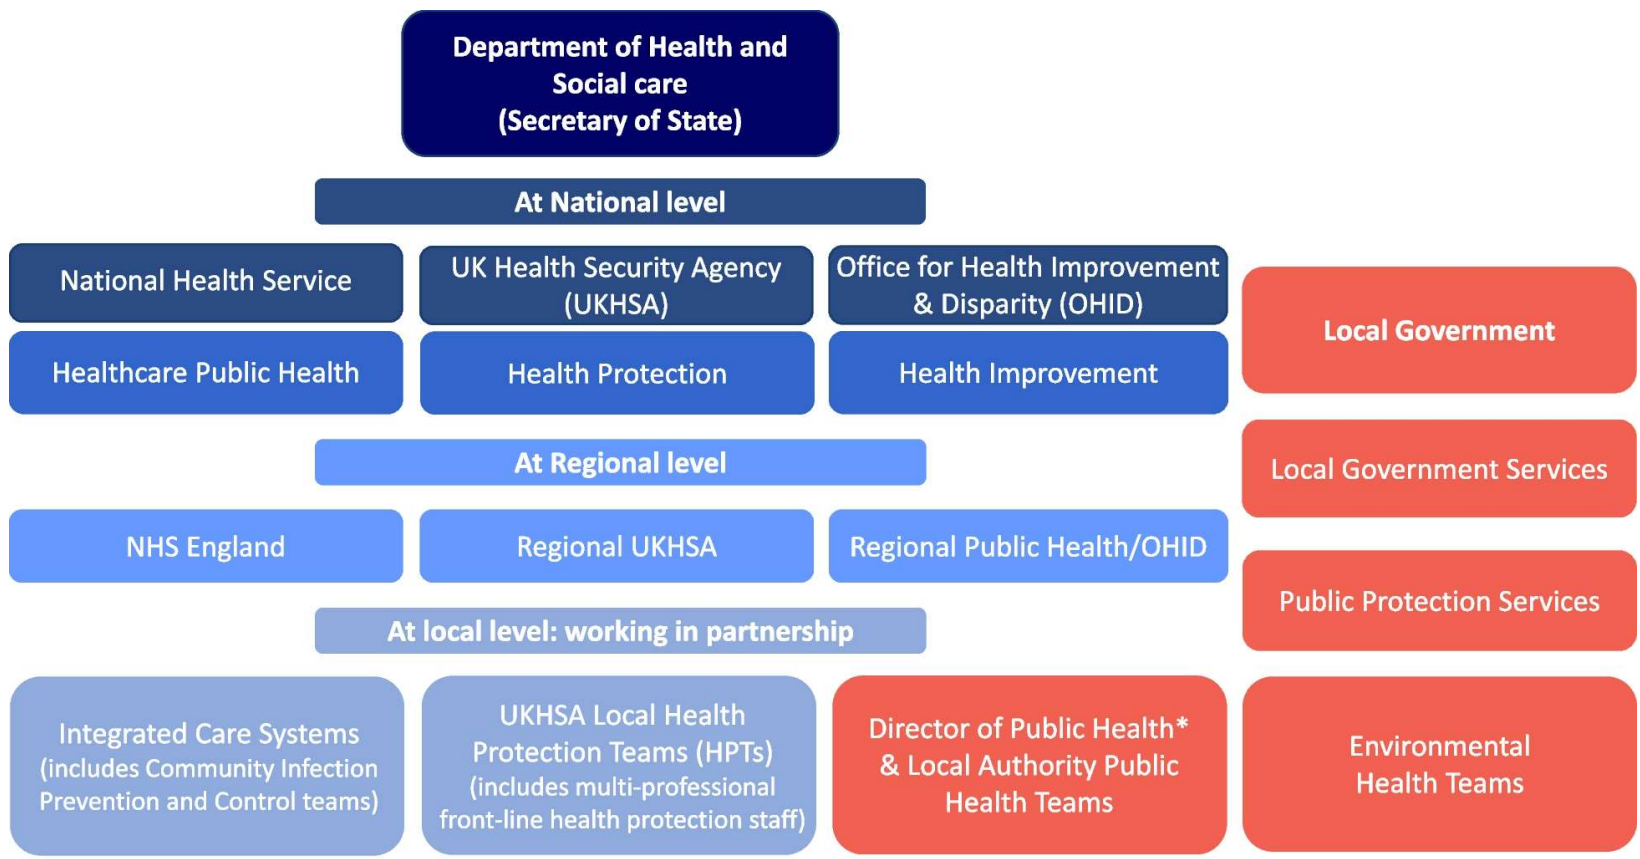 Department of Health and
Social care
(Secretary of State)
At National level
National Health Service
UK Health Security Agency
(UKHSA)
Office for Health Improvement
& Disparity (OHID)
Local Government
Healthcare Public Health
Health Protection
Health Improvement
At Regional level
Local Government Services
NHS England
Regional UKHSA
Regional Public Health/OHID
Public Protection Services
At local level: working in partnership
Integrated Care Systems
(includes Community Infection
Prevention and Control teams)
UKHSA Local Health
Protection Teams (HPTs)
(includes multi-professional
front-line health protection staff)
Director of Public Health*
& Local Authority Public
Health Teams
Environmental
Health Teams